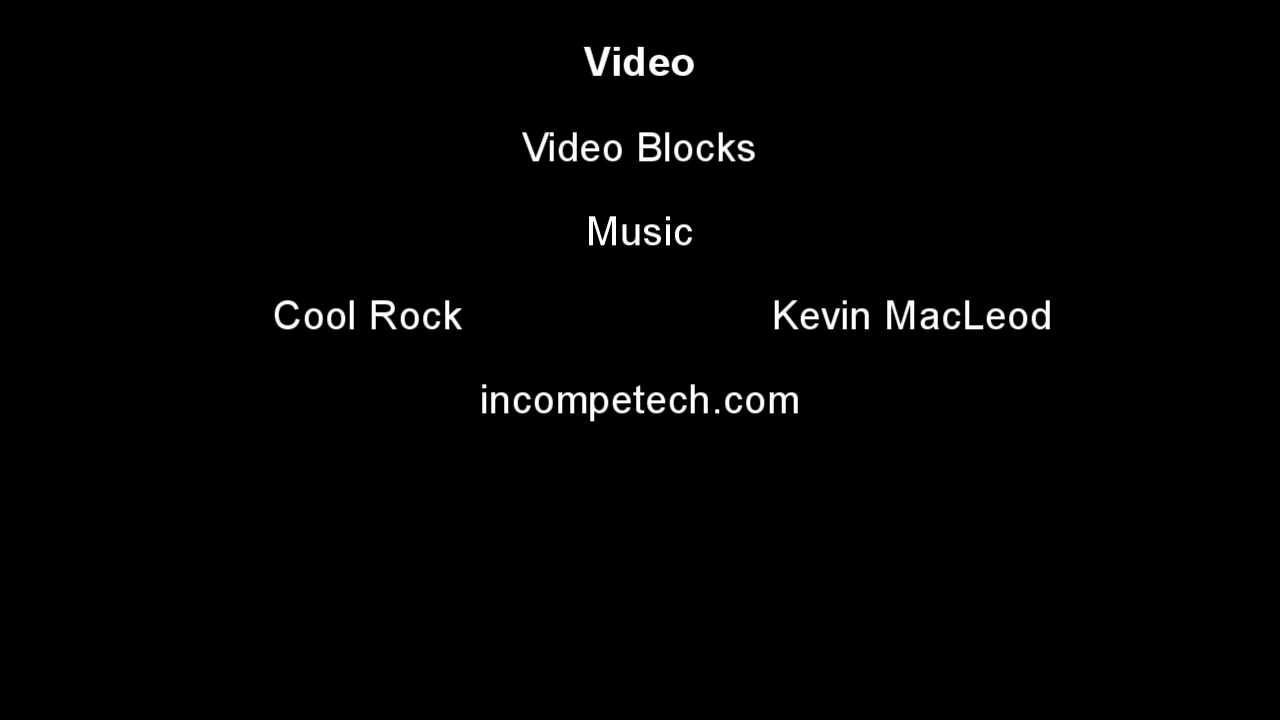 Video
Video Blocks
Music
Cool Rock Kevin MacLeod
incompetech.com